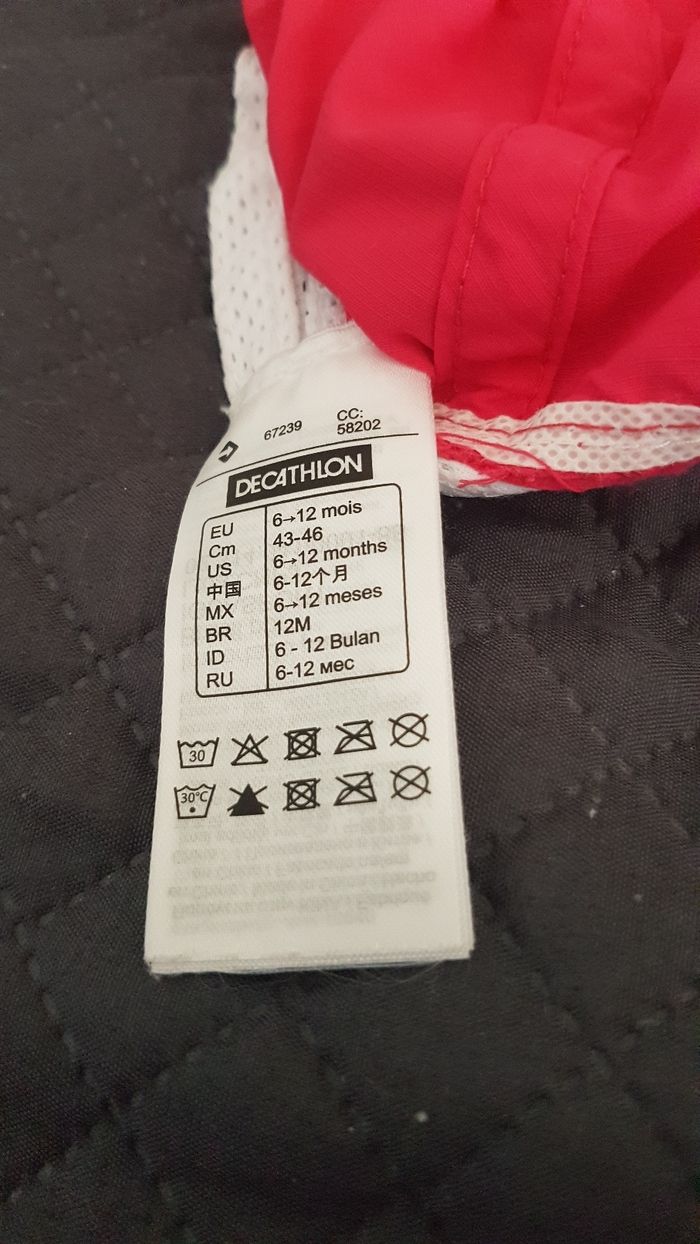 67239 CC:
58202
DECATHLON
EU 6→12 mois
Cm 43-46
US 6→12 months
中国 6-12个月
MX 6→12 meses
BR 12M
ID 6 - 12 Bulan
RU 6-12 мес
30
30°C